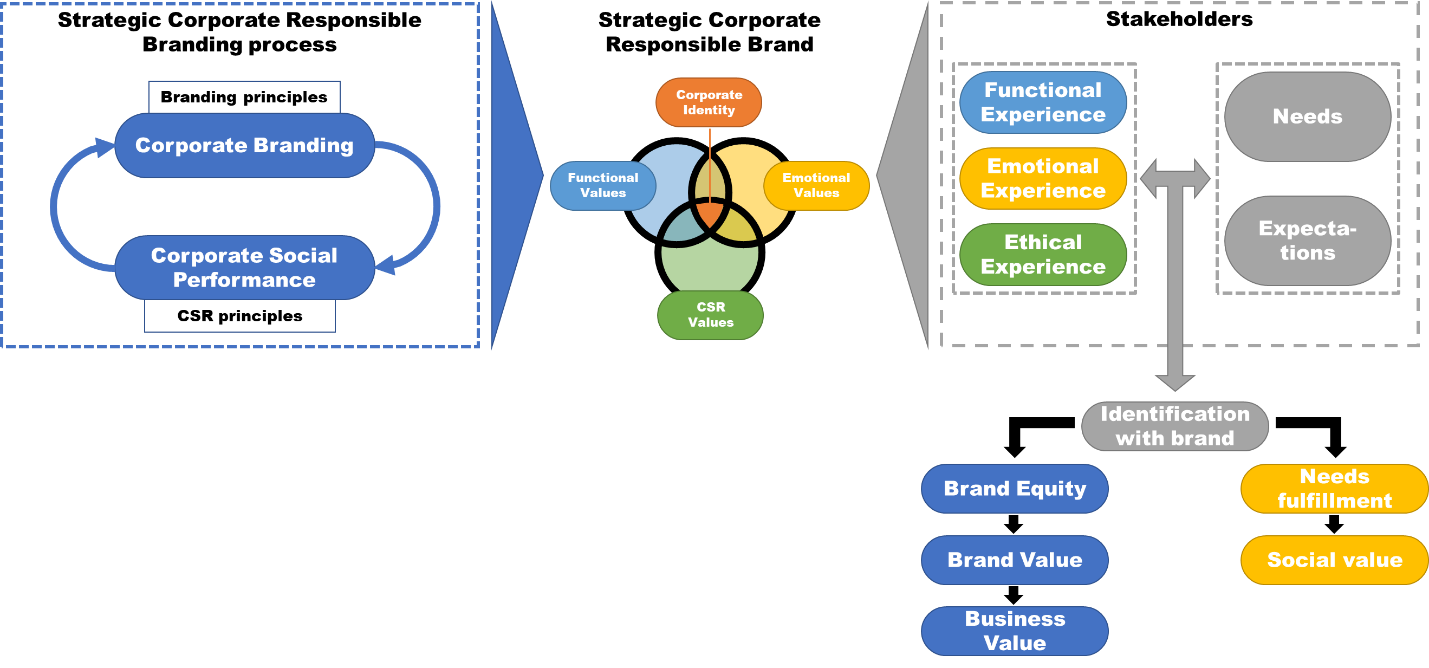 Strategic Corporate Responsible
Branding process
Branding principles
Corporate Branding
Corporate Social
Performance
CSR principles
Strategic Corporate
Responsible Brand
Corporate
Identity
Functional
Values
Emotional
Values
CSR
Values
Stakeholders
Functional
Experience
Emotional
Experience
Ethical
Experience
Needs
Expecta-
tions
Identification
with brand
Brand Equity
Brand Value
Business
Value
Needs
fulfillment
Social value